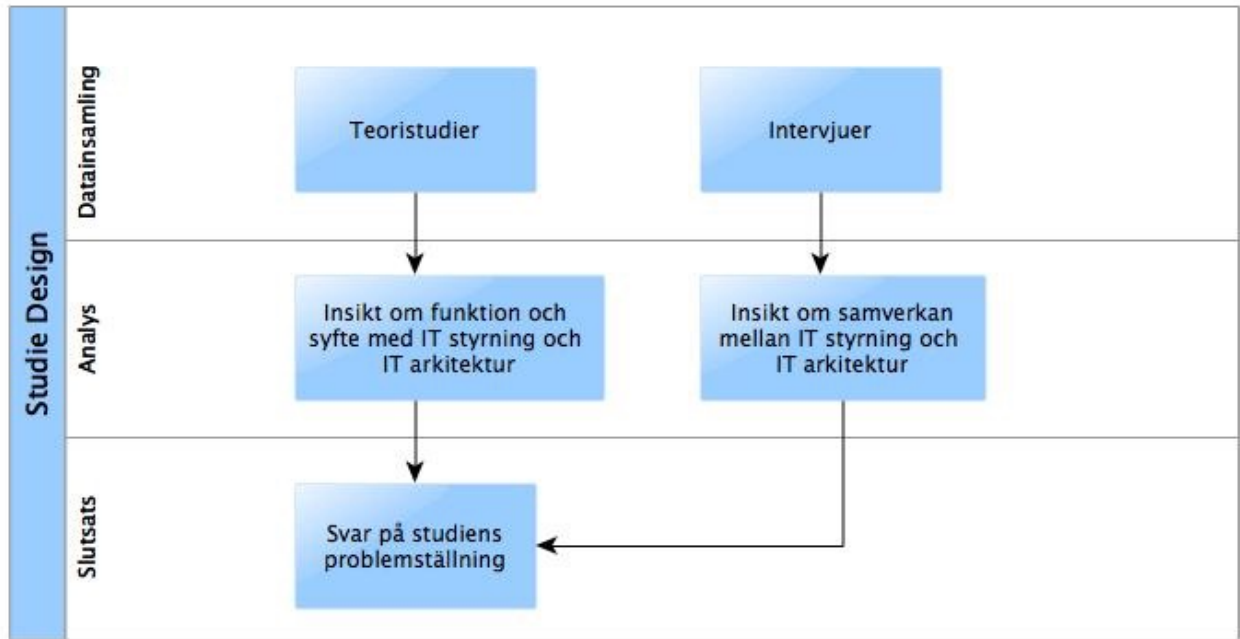 Studie Design
Datainsamling
Teoristudier
Intervjuer
Analys
Insikt om funktion och
syfte med IT styrning och
IT arkitektur
Insikt om samverkan
mellan IT styrning och
IT arkitektur
Slutsats
Svar på studiens
problemställning